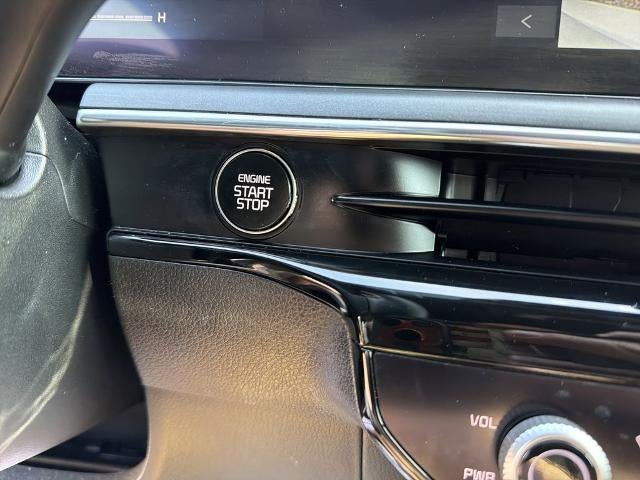 H
<
ENGINE
START
STOP
VOL
PWR